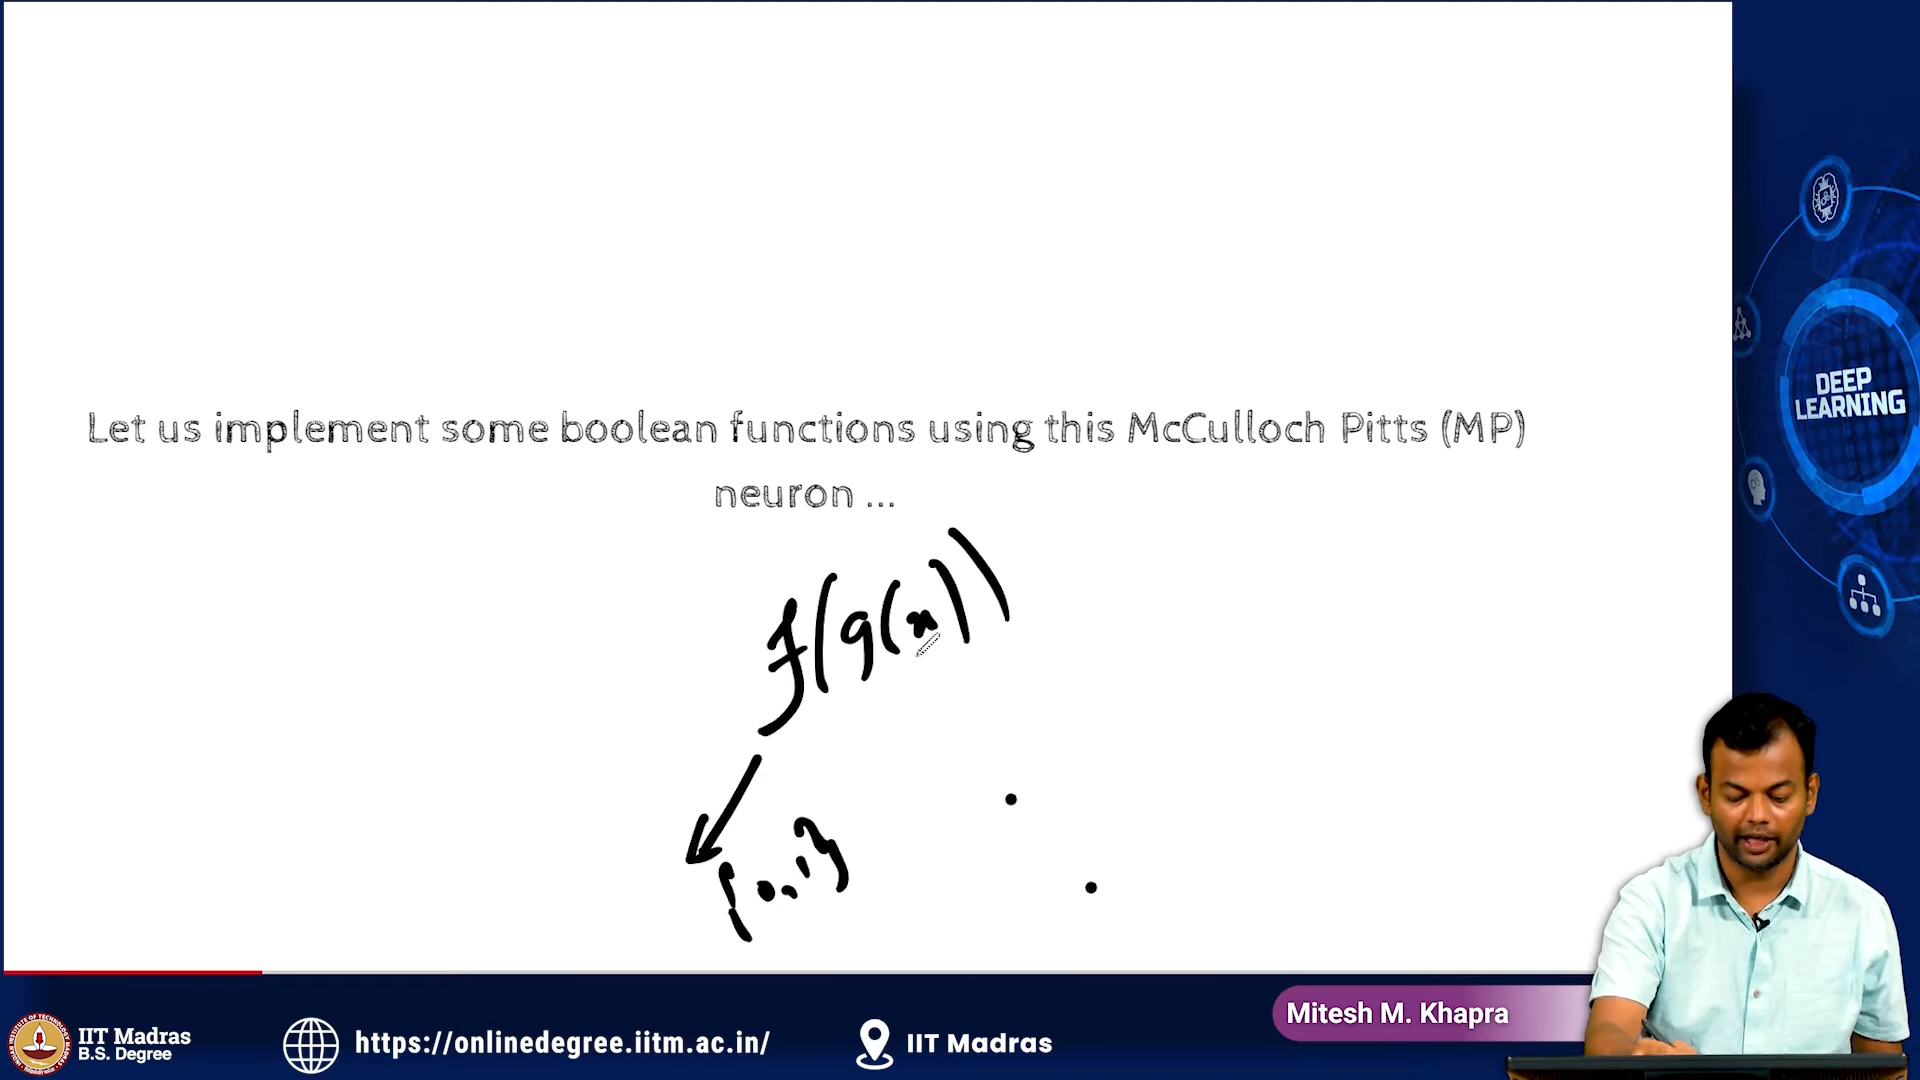 Let us implement some boolean functions using this McCulloch Pitts (MP)
neuron ...
f(g(x))
{0,1}
DEEP
LEARNING
Mitesh M. Khapra
IIT Madras
B.S. Degree
https://onlinedegree.iitm.ac.in/
IIT Madras